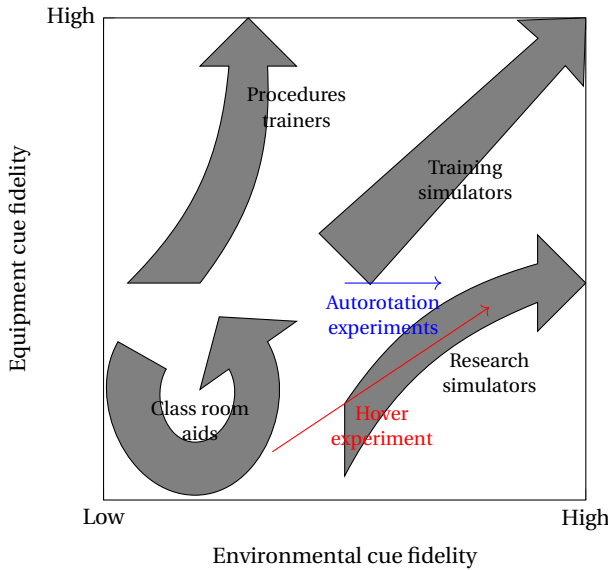 High
Procedures
trainers
Training
simulators
Equipment cue fidelity
Autorotation
experiments
Research
simulators
Class room
aids
Hover
experiment
Low
High
Environmental cue fidelity